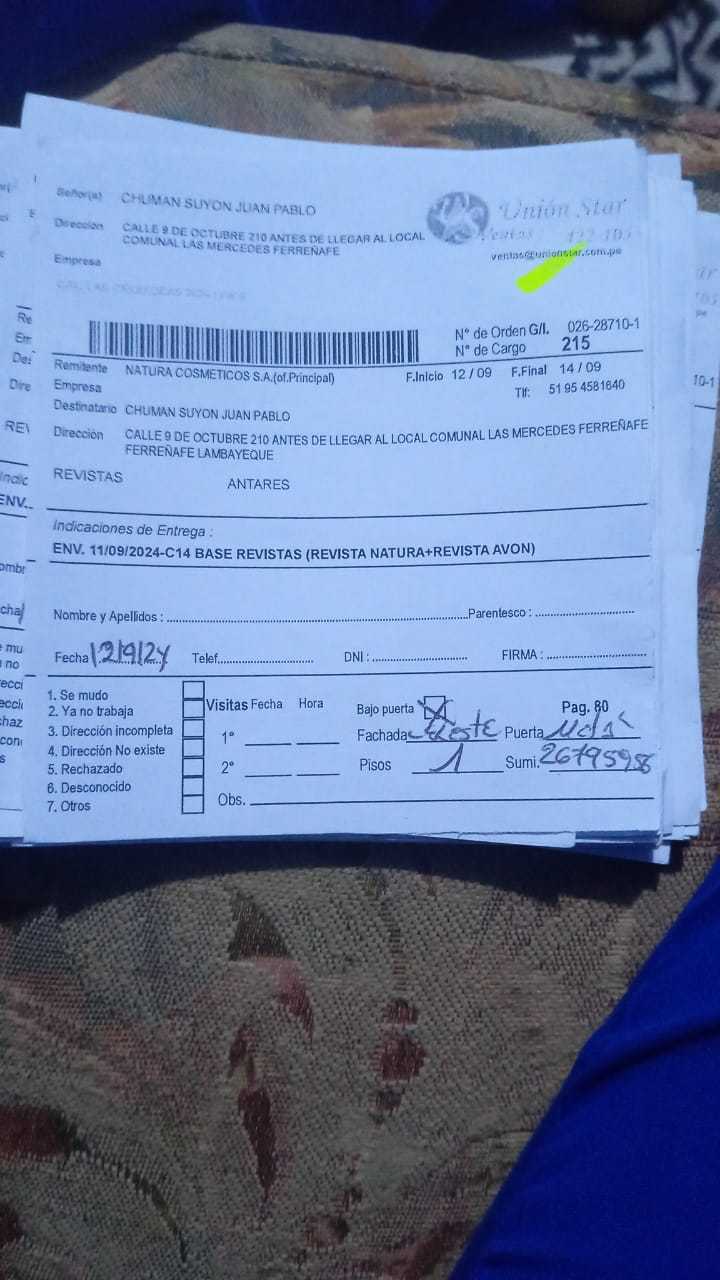 Señor(a) CHUMAN SUYON JUAN PABLO
Dirección CALLE 9 DE OCTUBRE 210 ANTES DE LLEGAR AL LOCAL
COMUNAL LAS MERCEDES FERREÑAFE
Empresa
Unión Star
Ventas
ventas@unionstar.com.pe
N° de Orden G/I. 026-28710-1
N° de Cargo 215
Remitente NATURA COSMETICOS S.A.(of.Principal) F.Inicio 12 / 09 F.Final 14 / 09
Empresa Tlf: 51 95 4581640
Destinatario CHUMAN SUYON JUAN PABLO
Dirección CALLE 9 DE OCTUBRE 210 ANTES DE LLEGAR AL LOCAL COMUNAL LAS MERCEDES FERREÑAFE
FERREÑAFE LAMBAYEQUE
REVISTAS ANTARES
Indicaciones de Entrega :
ENV. 11/09/2024-C14 BASE REVISTAS (REVISTA NATURA+REVISTA AVON)
Nombre y Apellidos : Parentesco :
Fecha 12/9/24 Telef. DNI : FIRMA :
1. Se mudo
2. Ya no trabaja
3. Dirección incompleta
4. Dirección No existe
5. Rechazado
6. Desconocido
7. Otros
Visitas Fecha Hora
1°
2°
Obs.
Bajo puerta Pag. 80
Fachada Celeste Puerta
Pisos 1 Sumi. 26795958